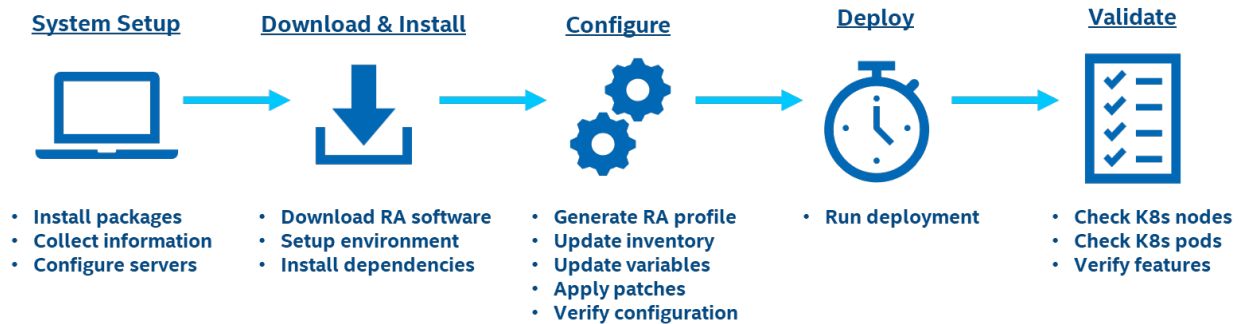 System Setup
Download & Install
Configure
Deploy
Validate
• Install packages
• Collect information
• Configure servers
• Download RA software
• Setup environment
• Install dependencies
• Generate RA profile
• Update inventory
• Update variables
• Apply patches
• Verify configuration
• Run deployment
• Check K8s nodes
• Check K8s pods
• Verify features